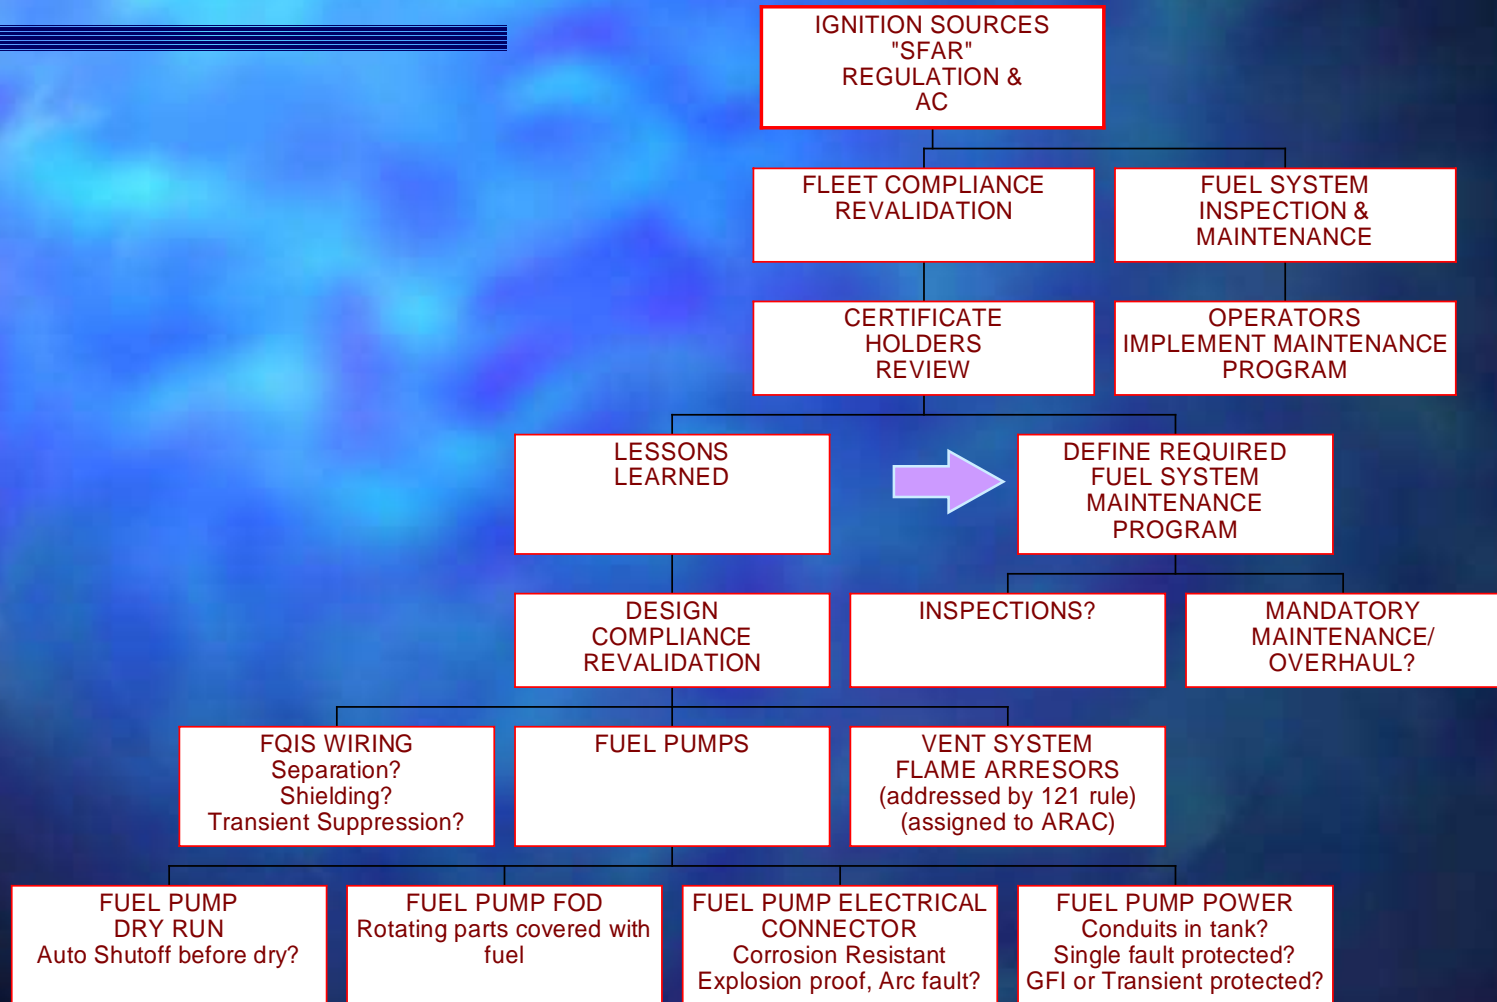 IGNITION SOURCES
"SFAR"
REGULATION &
AC
FLEET COMPLIANCE
REVALIDATION
FUEL SYSTEM
INSPECTION &
MAINTENANCE
CERTIFICATE
HOLDERS
REVIEW
OPERATORS
IMPLEMENT MAINTENANCE
PROGRAM
LESSONS
LEARNED
DEFINE REQUIRED
FUEL SYSTEM
MAINTENANCE
PROGRAM
DESIGN
COMPLIANCE
REVALIDATION
INSPECTIONS?
MANDATORY
MAINTENANCE/
OVERHAUL?
FQIS WIRING
Separation?
Shielding?
Transient Suppression?
FUEL PUMPS
VENT SYSTEM
FLAME ARRESORS
(addressed by 121 rule)
(assigned to ARAC)
FUEL PUMP
DRY RUN
Auto Shutoff before dry?
FUEL PUMP FOD
Rotating parts covered with
fuel
FUEL PUMP ELECTRICAL
CONNECTOR
Corrosion Resistant
Explosion proof, Arc fault?
FUEL PUMP POWER
Conduits in tank?
Single fault protected?
GFI or Transient protected?